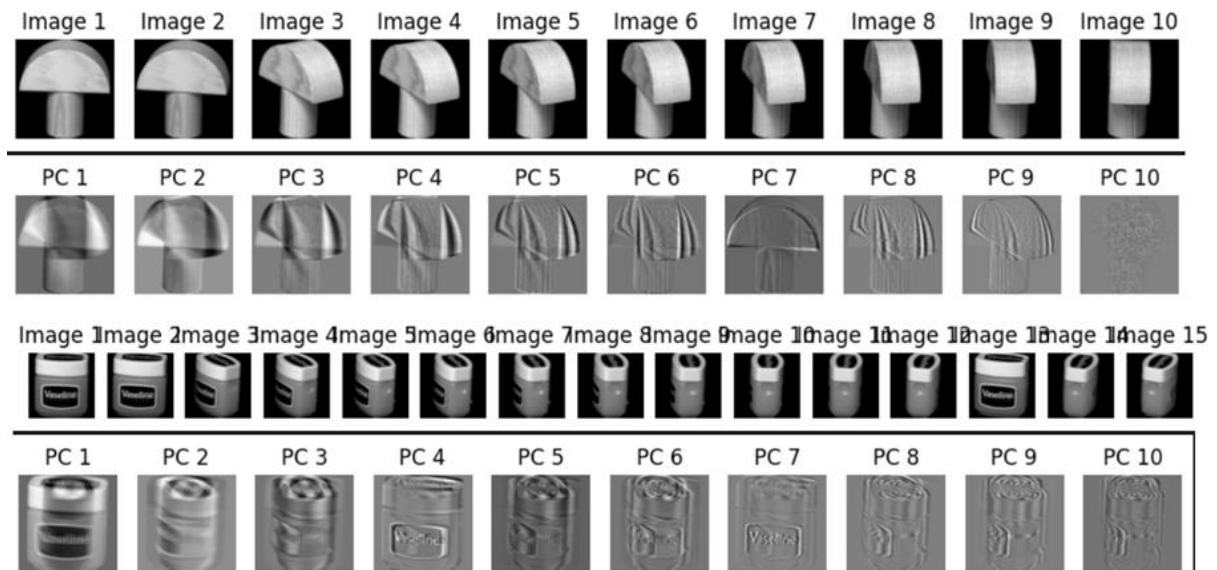 Image 1 Image 2 Image 3 Image 4 Image 5 Image 6 Image 7 Image 8 Image 9 Image 10
PC 1 PC 2 PC 3 PC 4 PC 5 PC 6 PC 7 PC 8 PC 9 PC 10
Image 1 Image 2 Image 3 Image 4 Image 5 Image 6 Image 7 Image 8 Image 9 Image 10 Image 11 Image 12 Image 13 Image 14 Image 15
Vaseline Vaseline Vaseline
PC 1 PC 2 PC 3 PC 4 PC 5 PC 6 PC 7 PC 8 PC 9 PC 10
Vaseline Vaseline Vaseline